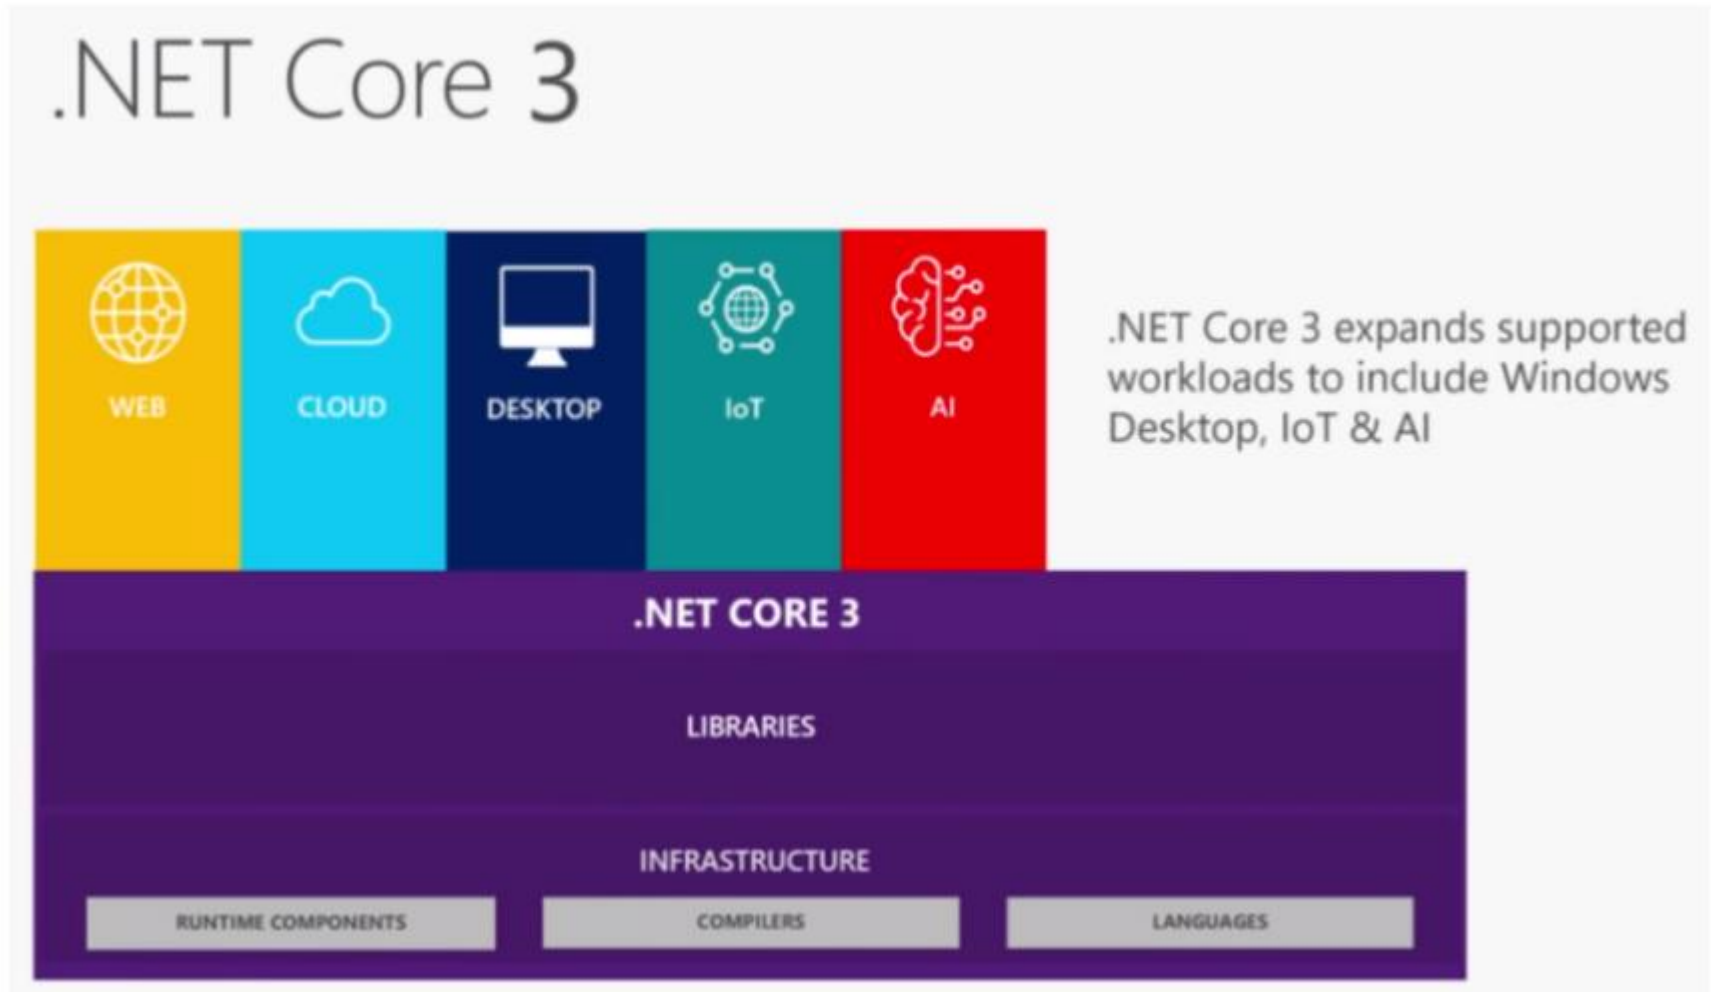 .NET Core 3
WEB
CLOUD
DESKTOP
IoT
AI
.NET Core 3 expands supported
workloads to include Windows
Desktop, IoT & AI
.NET CORE 3
LIBRARIES
INFRASTRUCTURE
RUNTIME COMPONENTS
COMPILERS
LANGUAGES